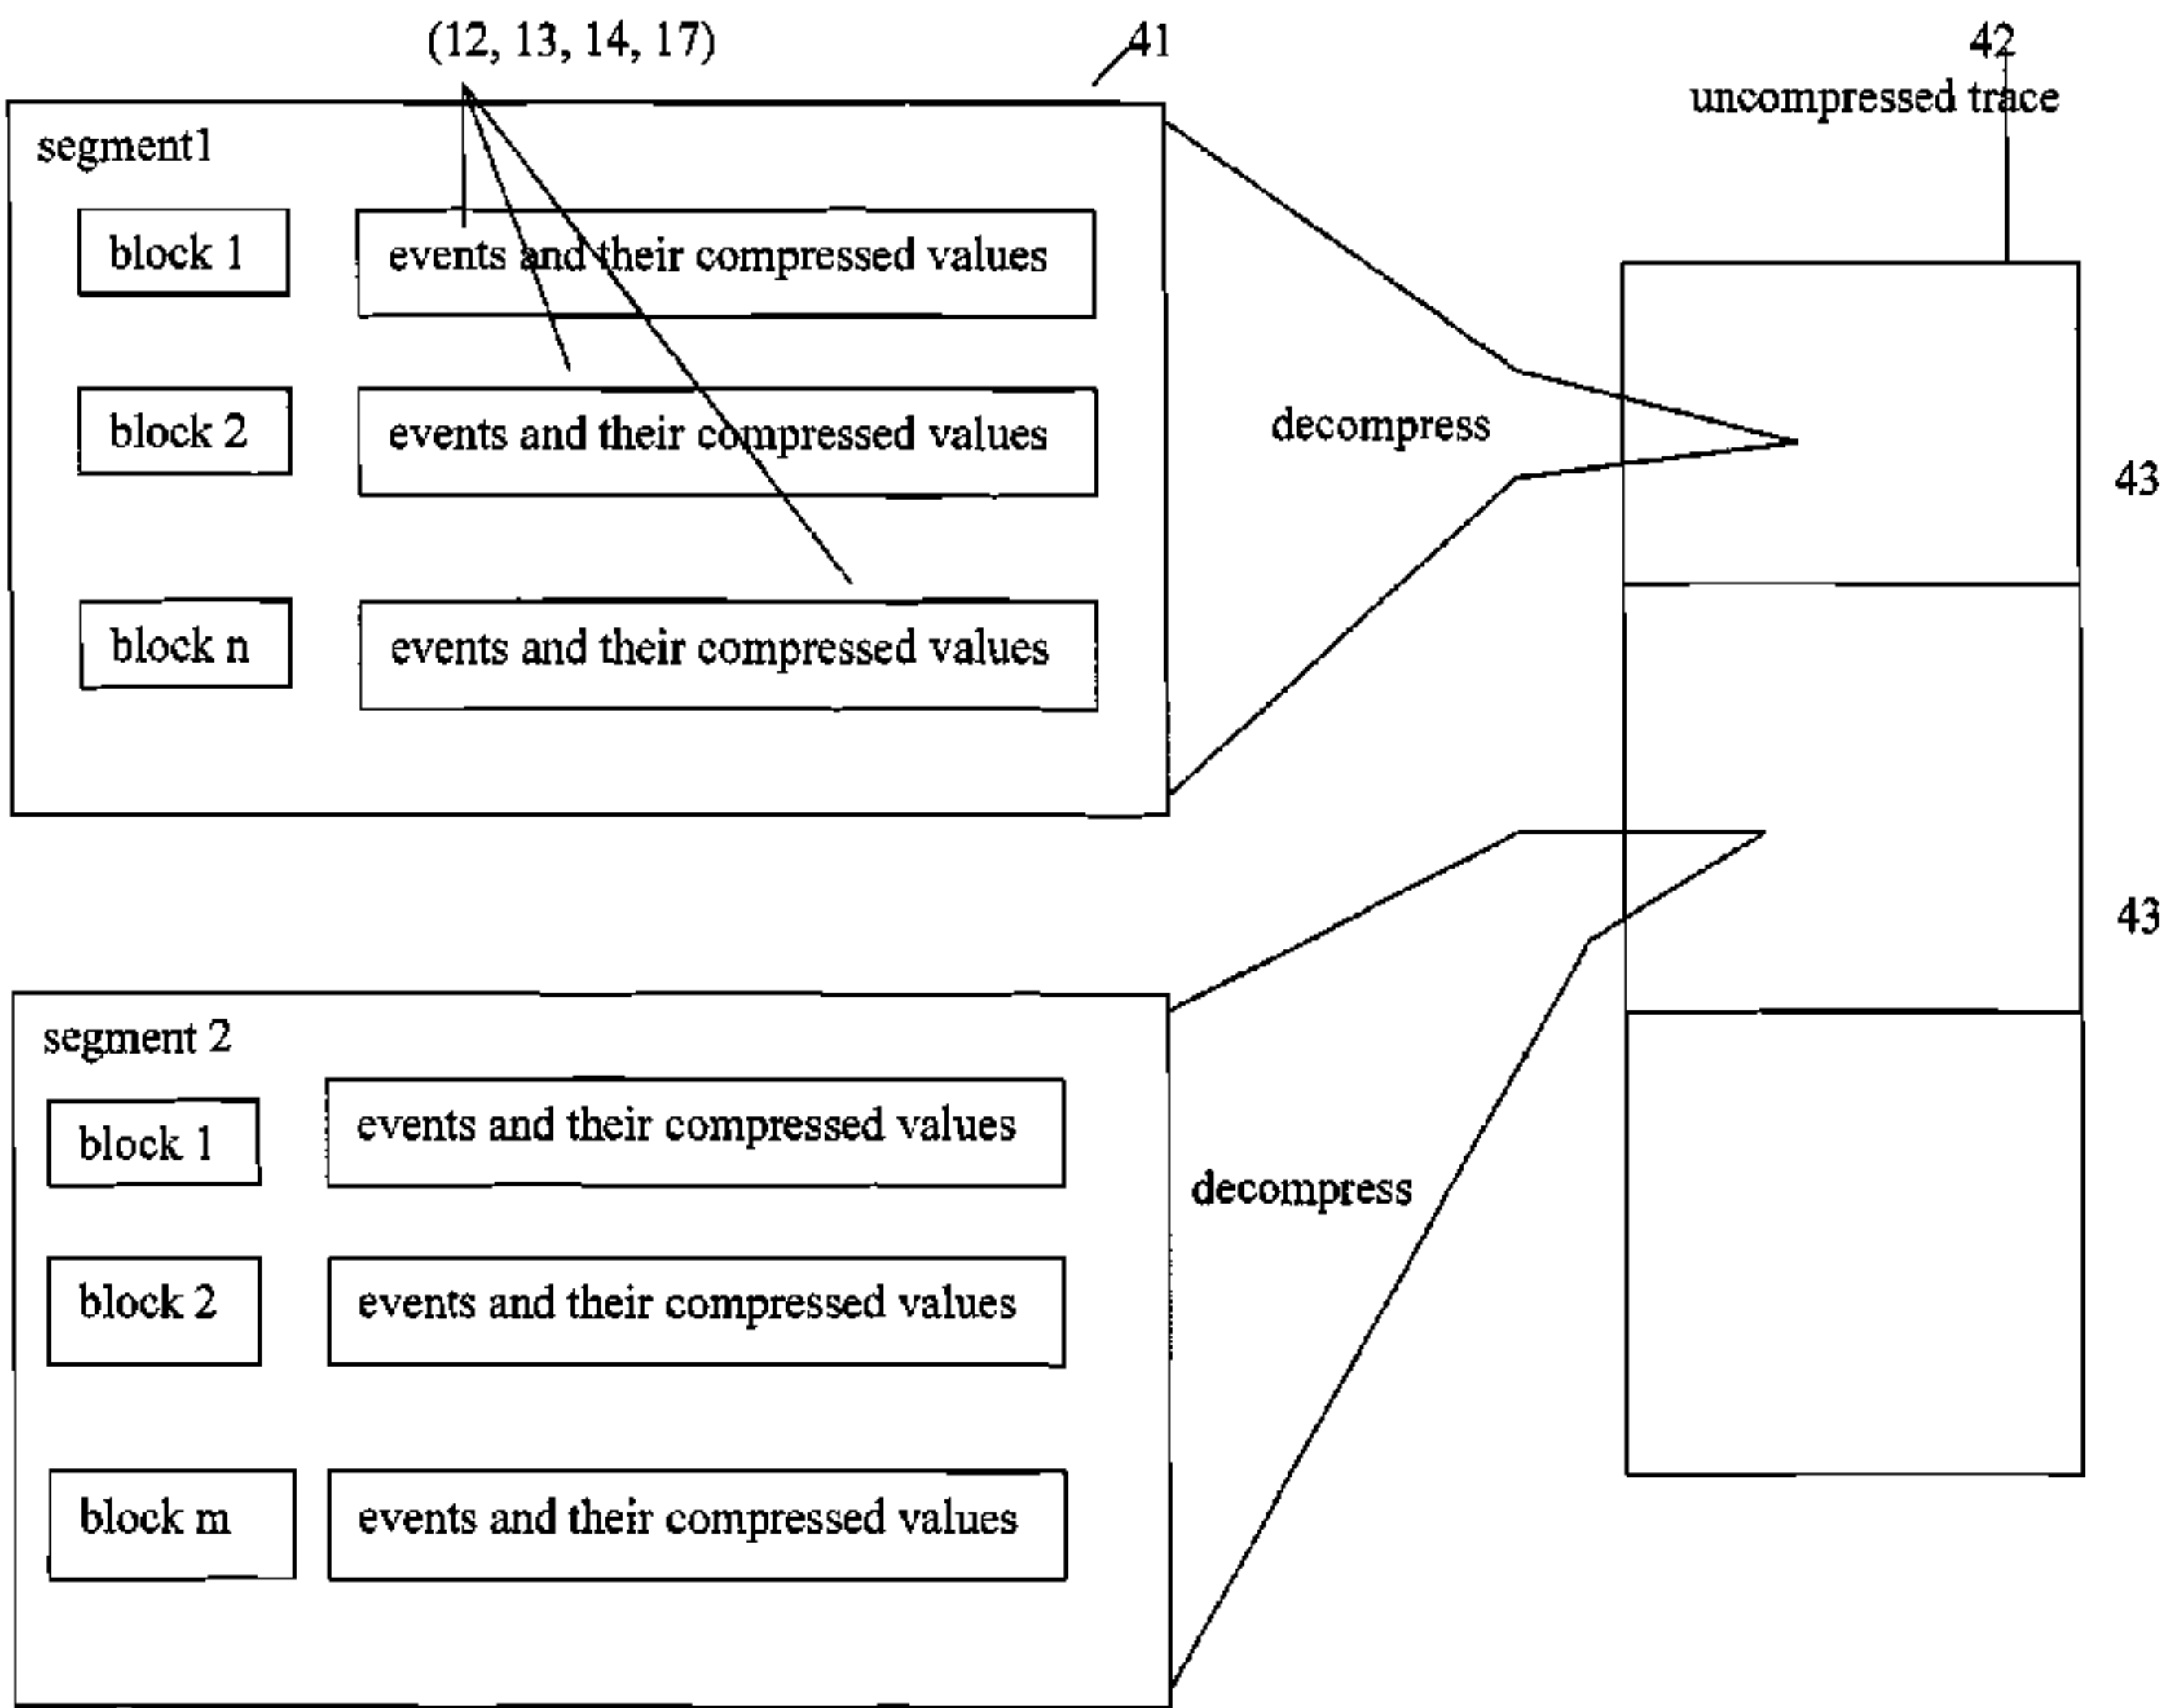 (12, 13, 14, 17)
41
42
uncompressed trace
segment1
block 1
events and their compressed values
block 2
events and their compressed values
block n
events and their compressed values
decompress
43
43
segment 2
block 1
events and their compressed values
block 2
events and their compressed values
block m
events and their compressed values
decompress